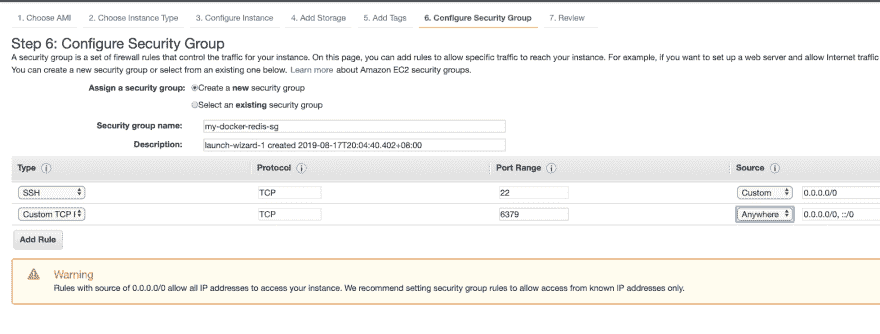 1. Choose AMI 2. Choose Instance Type 3. Configure Instance 4. Add Storage 5. Add Tags 6. Configure Security Group 7. Review
Step 6: Configure Security Group
A security group is a set of firewall rules that control the traffic for your instance. On this page, you can add rules to allow specific traffic to reach your instance. For example, if you want to set up a web server and allow Internet traffic
You can create a new security group or select from an existing one below. Learn more about Amazon EC2 security groups.
Assign a security group: Create a new security group
Select an existing security group
Security group name: my-docker-redis-sg
Description: launch-wizard-1 created 2019-08-17T20:04:40.402+08:00
Type Protocol Port Range Source
SSH TCP 22 Custom 0.0.0.0/0
Custom TCP TCP 6379 Anywhere 0.0.0.0/0, ::/0
Add Rule
Warning
Rules with source of 0.0.0.0/0 allow all IP addresses to access your instance. We recommend setting security group rules to allow access from known IP addresses only.